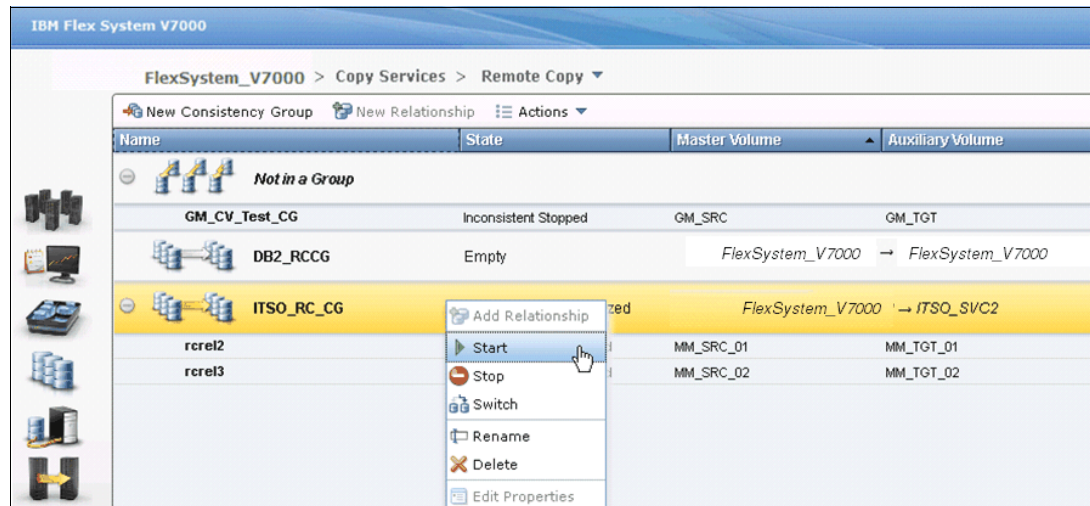 IBM Flex System V7000
FlexSystem_V7000 > Copy Services > Remote Copy
New Consistency Group New Relationship Actions
Name State Master Volume Auxiliary Volume
Not in a Group
GM_CV_Test_CG Inconsistent Stopped GM_SRC GM_TGT
DB2_RCCG Empty FlexSystem_V7000 → FlexSystem_V7000
ITSO_RC_CG zed FlexSystem_V7000 → ITSO_SVC2
Add Relationship
rcrel2 MM_SRC_01 MM_TGT_01
Start
rcrel3 MM_SRC_02 MM_TGT_02
Stop
Switch
Rename
Delete
Edit Properties